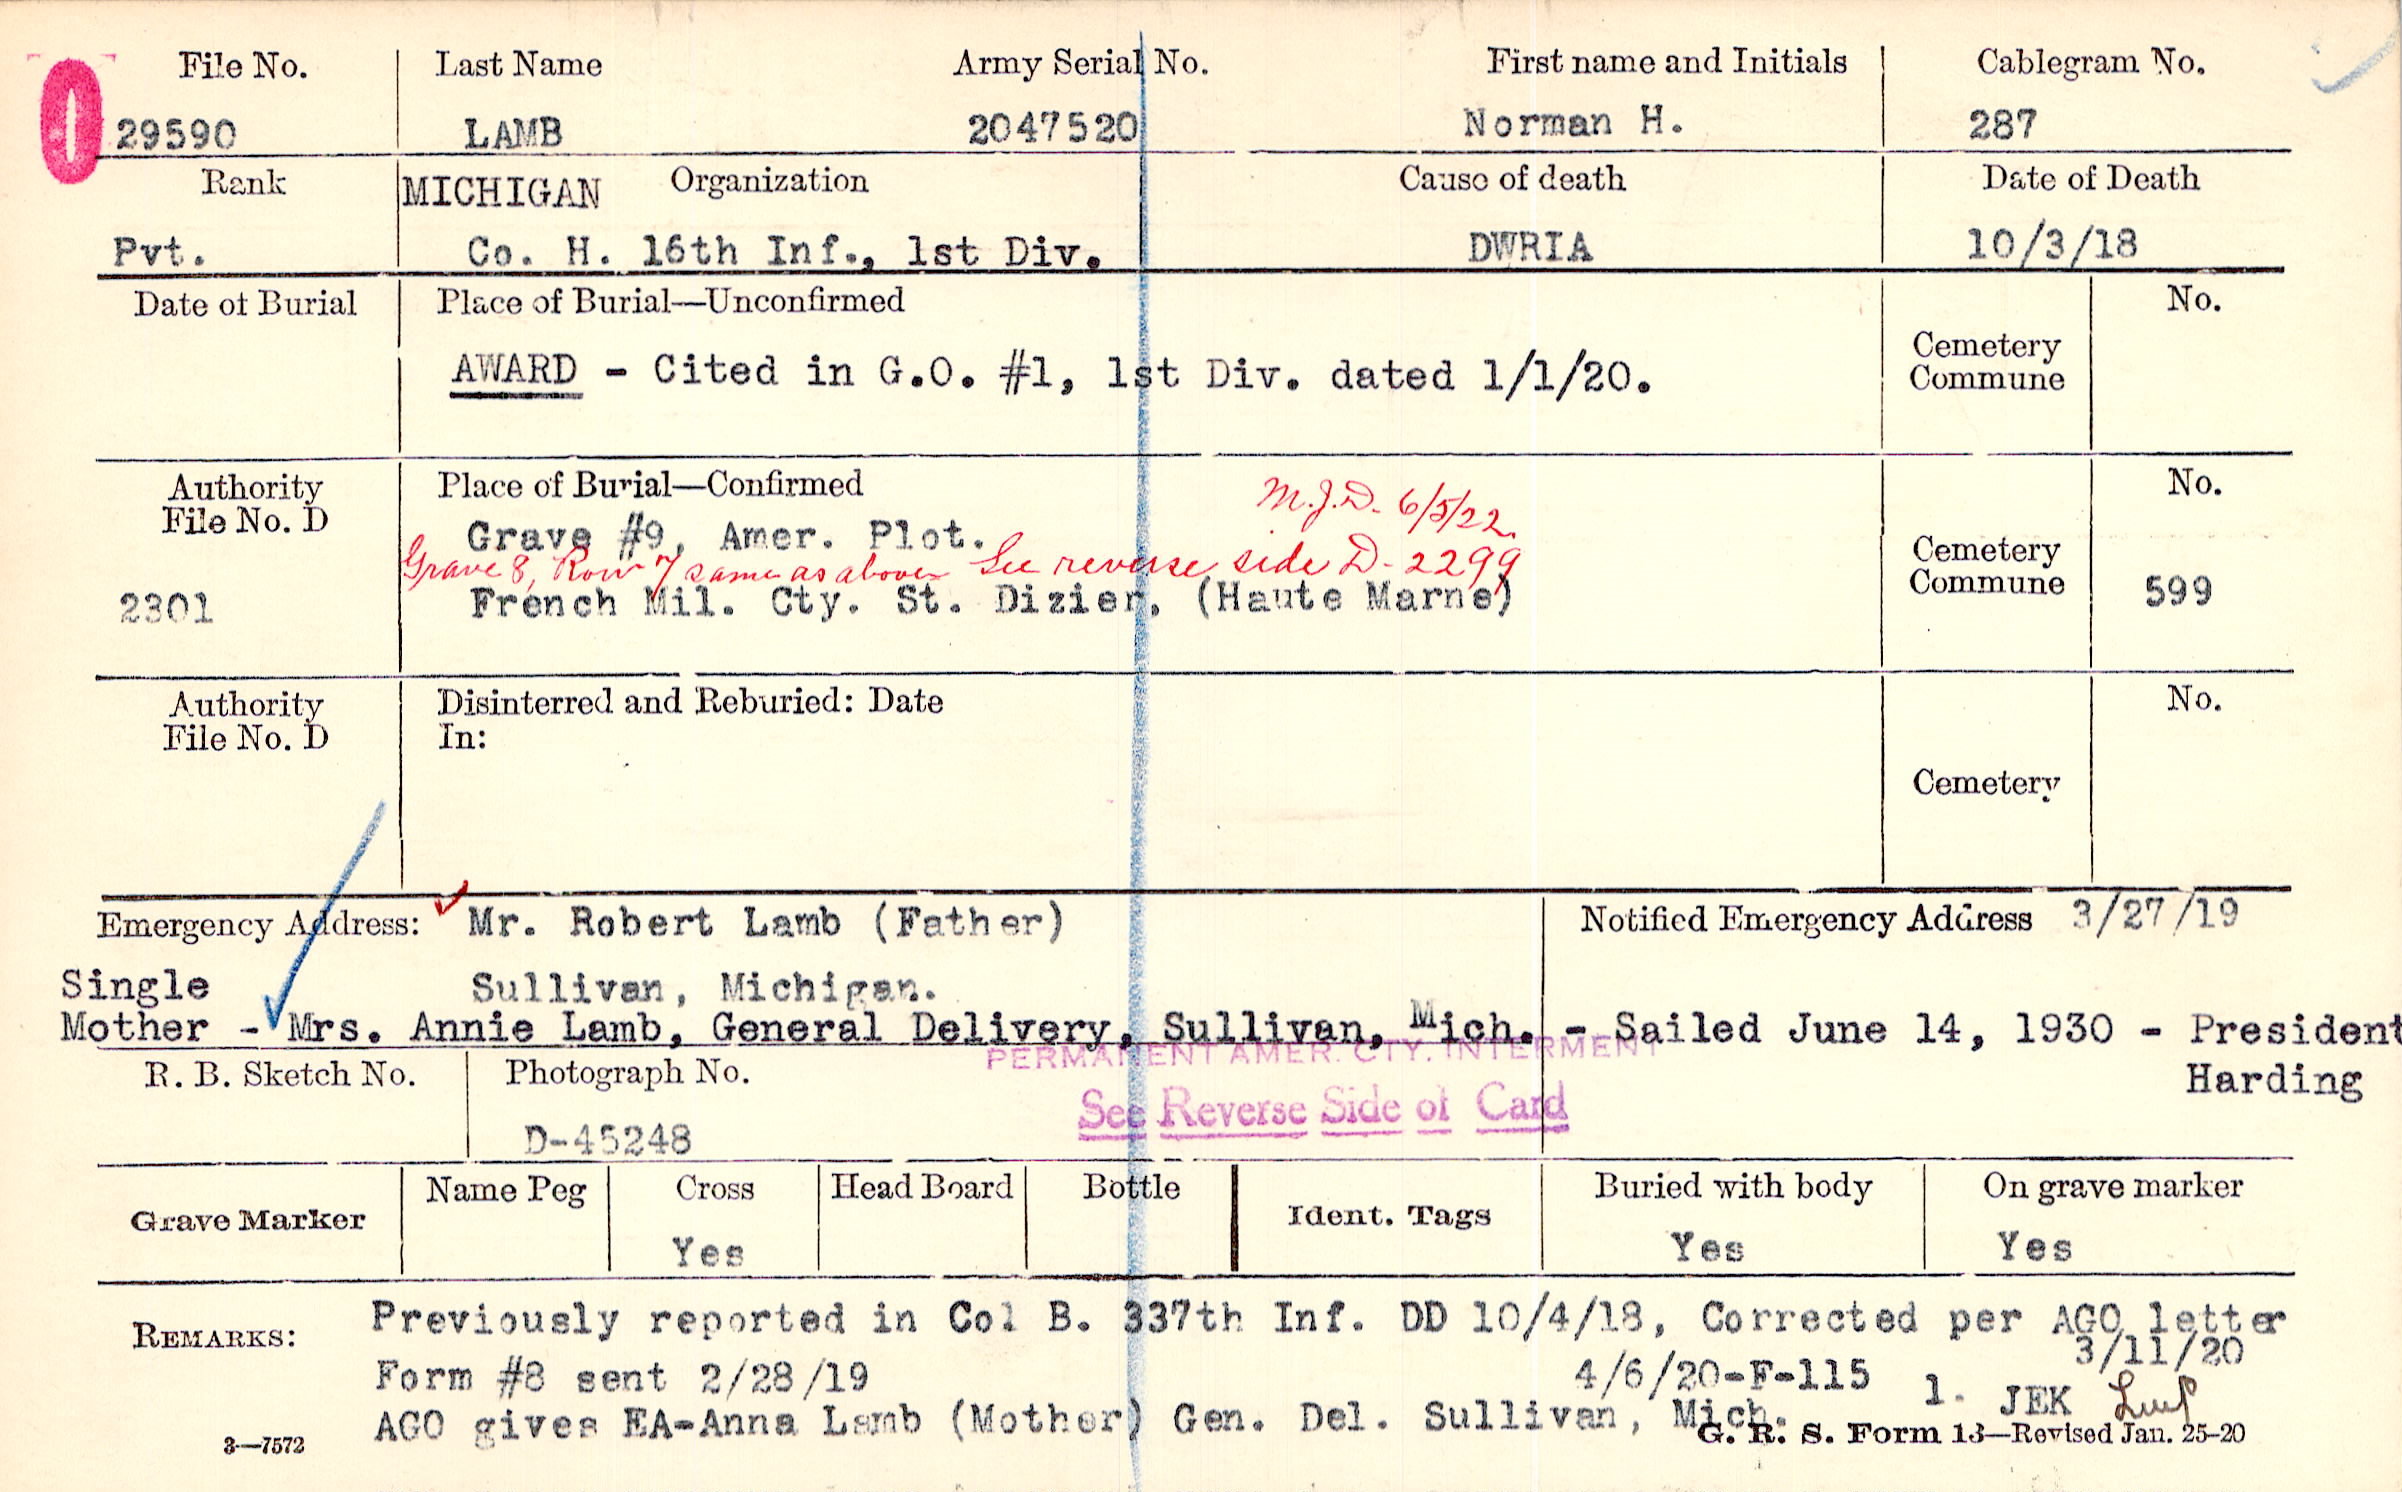 File No. Last Name Army Serial No. First name and Initials Cablegram No.
29590 LAMB 2047520 Norman H. 287
Rank MICHIGAN Organization Cause of death Date of Death
Pvt. Co. H. 16th Inf., 1st Div. DWRIA 10/3/18
Date of Burial Place of Burial—Unconfirmed No.
AWARD - Cited in G.O. #1, 1st Div. dated 1/1/20.
Cemetery
Commune
Authority Place of Burial—Confirmed No.
File No. D
M.J.D. 6/5/22.
Grave #9, Amer. Plot.
Grave 8, Row 7 same as above See reverse side D-2299
2301 French Mil. Cty. St. Dizier, (Haute Marne)
Cemetery
Commune 599
Authority Disinterred and Reburied: Date No.
File No. D In:
Cemetery
Emergency Address: Mr. Robert Lamb (Father) Notified Emergency Address 3/27/19
Single Sullivan, Michigan.
Mother - Mrs. Annie Lamb, General Delivery, Sullivan, Mich. - Sailed June 14, 1930 - President
Harding
PERMANENT AMER. CTY. INTERMENT
R. B. Sketch No. Photograph No.
See Reverse Side of Card
D-45248
Grave Marker Name Peg Cross Head Board Bottle Ident. Tags Buried with body On grave marker
Yes Yes Yes
REMARKS: Previously reported in Col B. 337th Inf. DD 10/4/18, Corrected per AGO letter
3/11/20
Form #8 sent 2/28/19 4/6/20-F-115 1. JEK
AGO gives EA-Anna Lamb (Mother) Gen. Del. Sullivan, Mich.
3—7572 G. R. S. Form 13—Revised Jan. 25-20